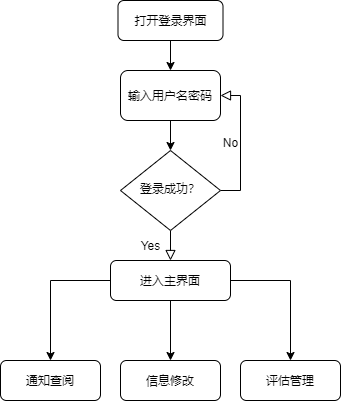 打开登录界面
输入用户名密码
No
登录成功?
Yes
进入主界面
通知查阅
信息修改
评估管理